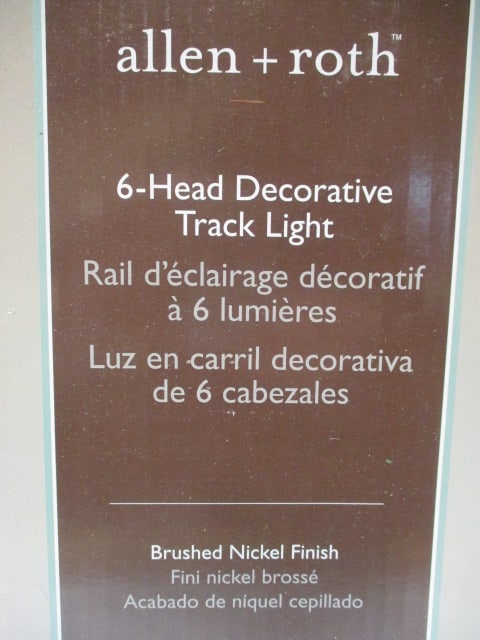 allen + roth™
6-Head Decorative
Track Light
Rail d'éclairage décoratif
à 6 lumières
Luz en carril decorativa
de 6 cabezales
Brushed Nickel Finish
Fini nickel brossé
Acabado de níquel cepillado